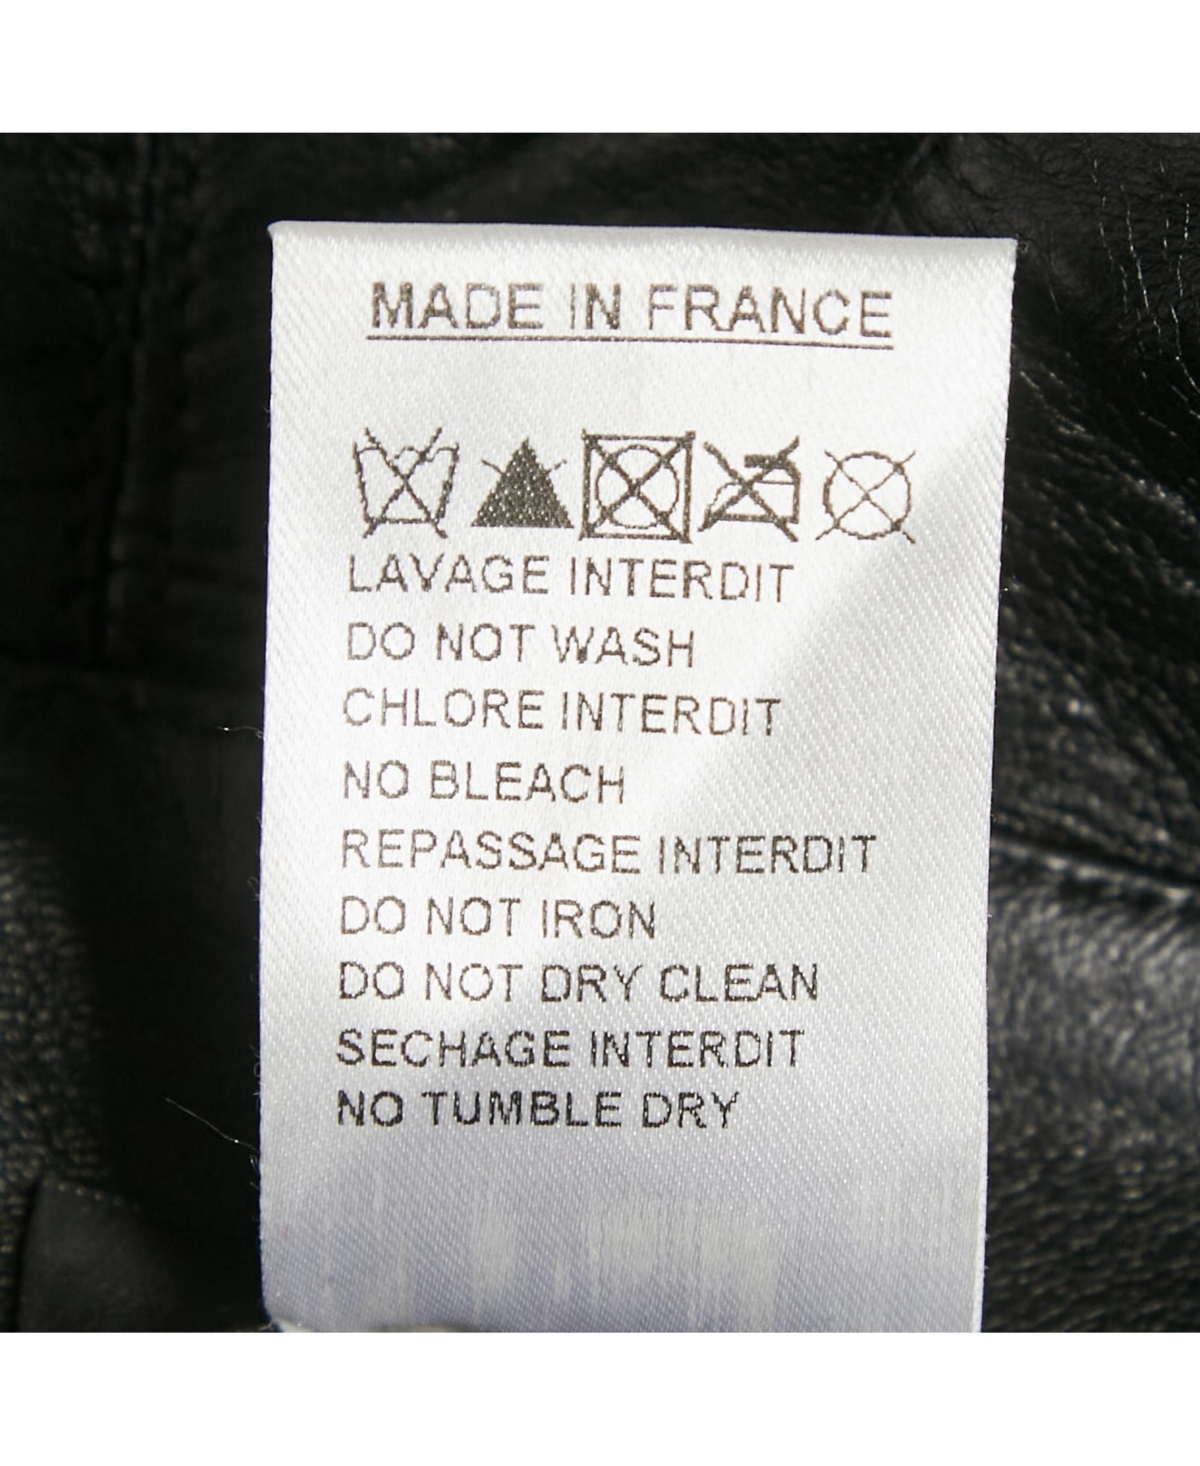 MADE IN FRANCE
LAVAGE INTERDIT
DO NOT WASH
CHLORE INTERDIT
NO BLEACH
REPASSAGE INTERDIT
DO NOT IRON
DO NOT DRY CLEAN
SECHAGE INTERDIT
NO TUMBLE DRY